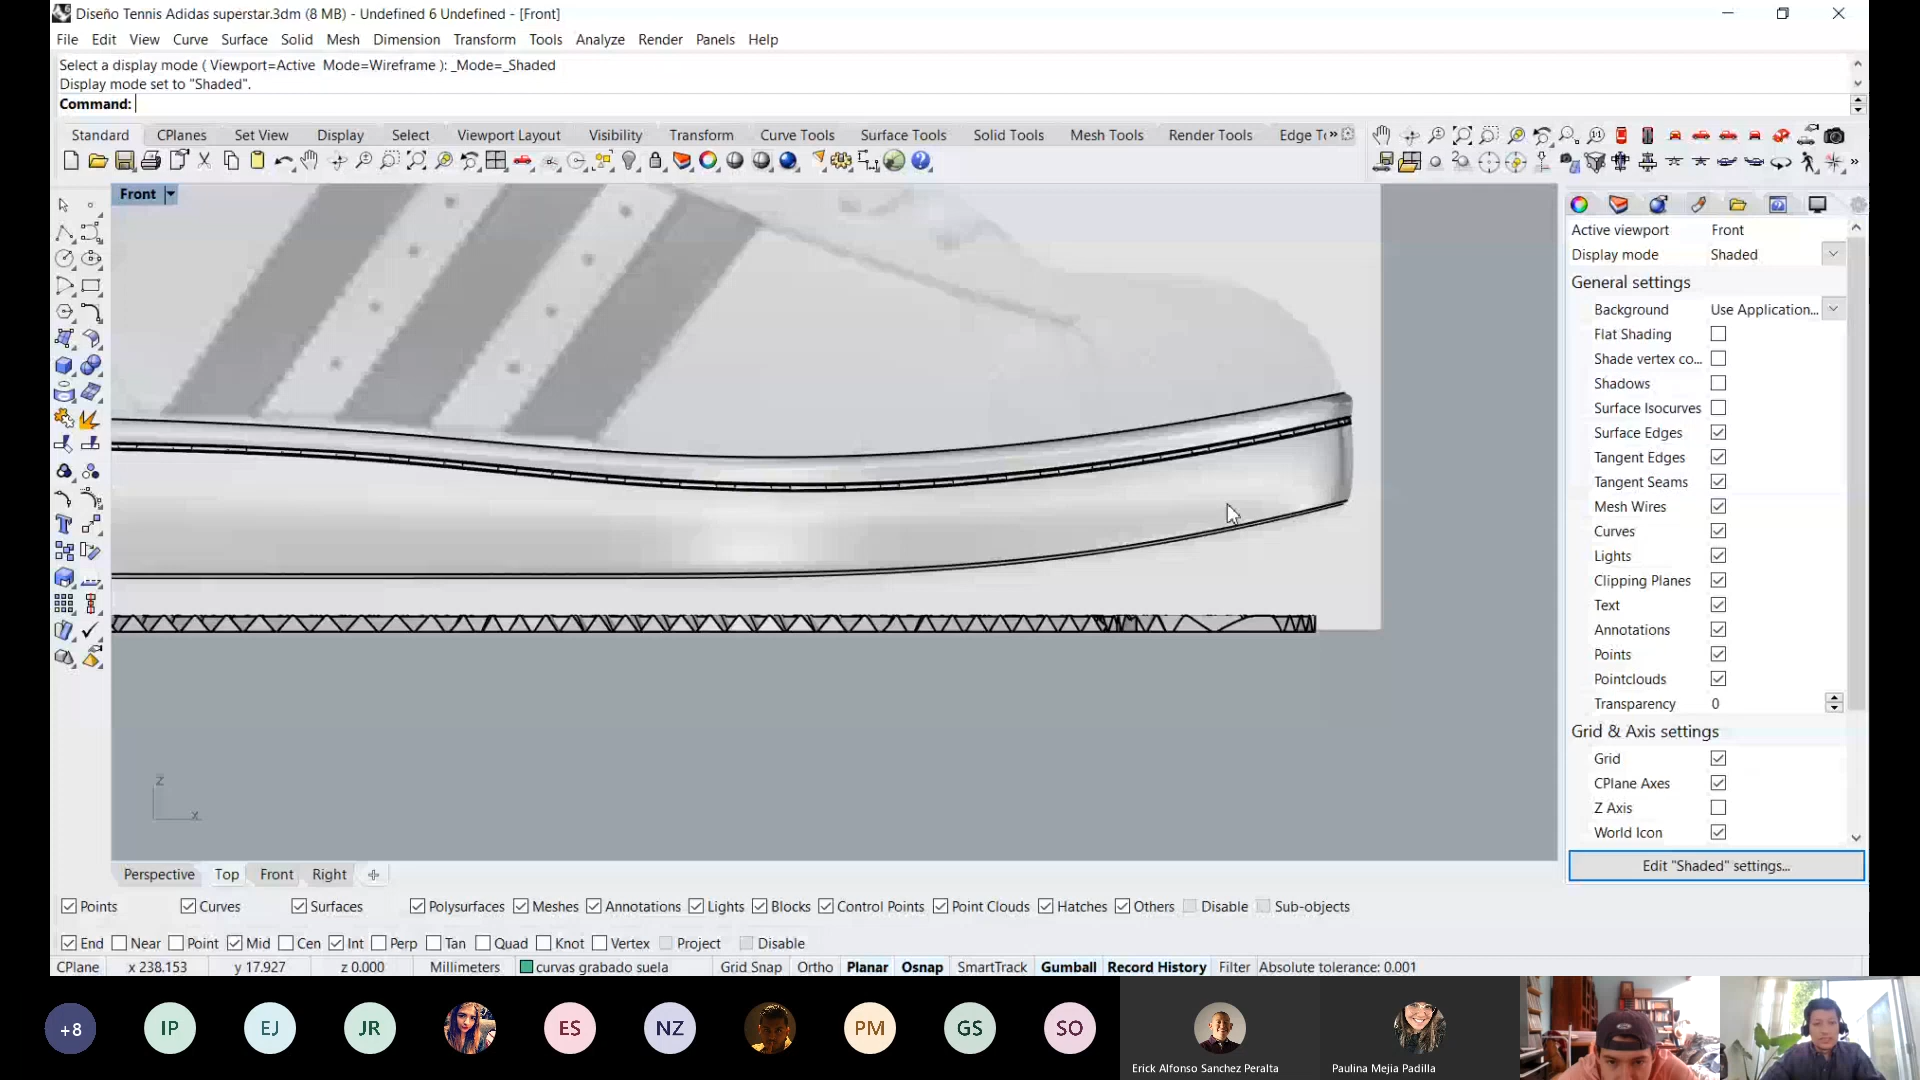 Diseño Tennis Adidas superstar.3dm (8 MB) - Undefined 6 Undefined - [Front]
File Edit View Curve Surface Solid Mesh Dimension Transform Tools Analyze Render Panels Help
Select a display mode ( Viewport=Active Mode=Wireframe ): _Mode=_Shaded
Display mode set to "Shaded".
Command:
Standard CPlanes Set View Display Select Viewport Layout Visibility Transform Curve Tools Surface Tools Solid Tools Mesh Tools Render Tools Edge To
Front
Active viewport Front
Display mode Shaded
General settings
Background Use Application...
Flat Shading
Shade vertex co...
Shadows
Surface Isocurves
Surface Edges
Tangent Edges
Tangent Seams
Mesh Wires
Curves
Lights
Clipping Planes
Text
Annotations
Points
Pointclouds
Transparency 0
Grid & Axis settings
Grid
CPlane Axes
Z Axis
World Icon
Edit "Shaded" settings...
z
x
Perspective Top Front Right
Points Curves Surfaces Polysurfaces Meshes Annotations Lights Blocks Control Points Point Clouds Hatches Others Disable Sub-objects
End Near Point Mid Cen Int Perp Tan Quad Knot Vertex Project Disable
CPlane x 238.153 y 17.927 z 0.000 Millimeters curvas grabado suela Grid Snap Ortho Planar Osnap SmartTrack Gumball Record History Filter Absolute tolerance: 0.001
+8 IP EJ JR ES NZ PM GS SO
Erick Alfonso Sanchez Peralta Paulina Mejia Padilla